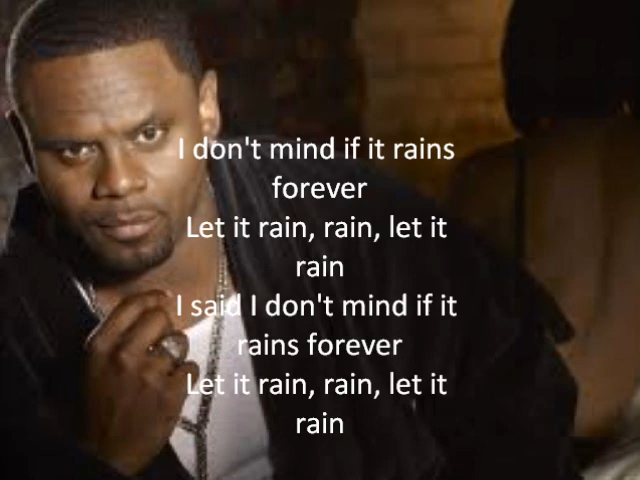 I don't mind if it rains
forever
Let it rain, rain, let it
rain
I said I don't mind if it
rains forever
Let it rain, rain, let it
rain